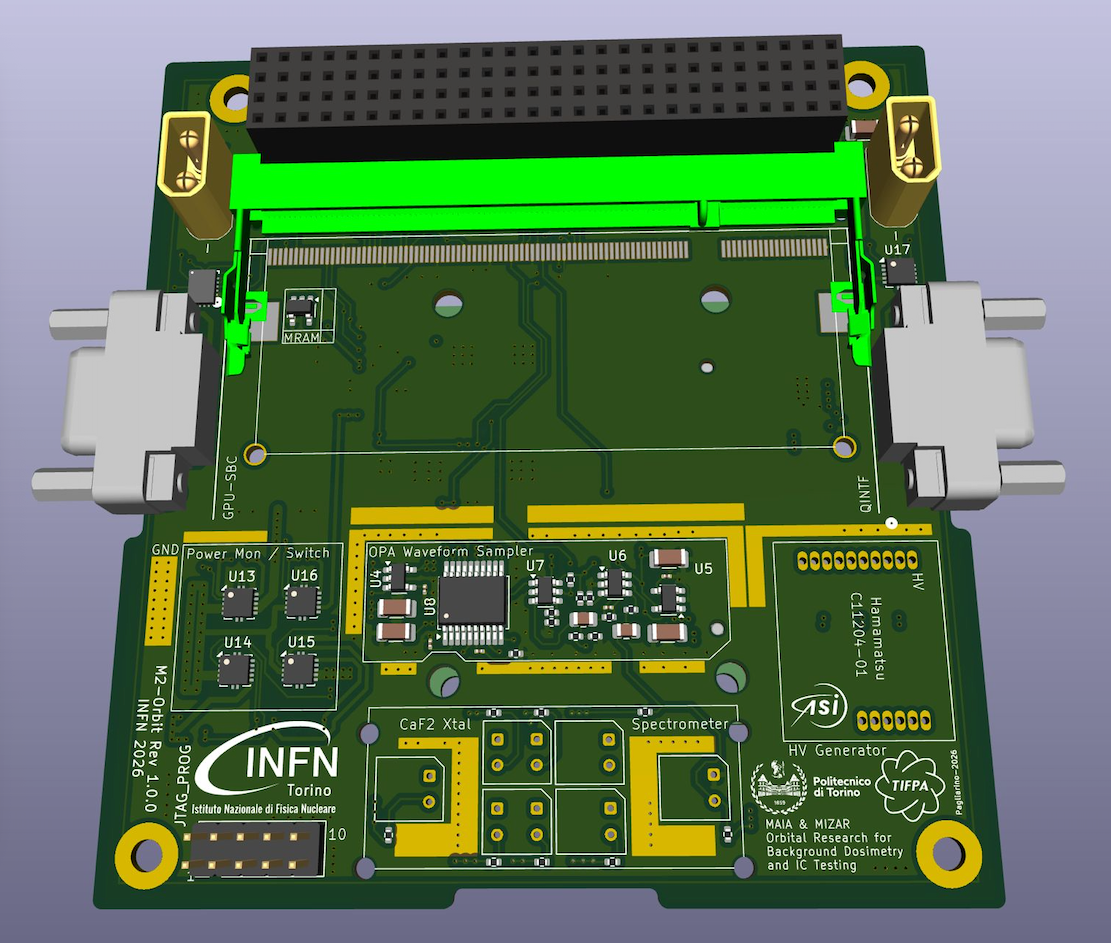 U17
MRAM
GPU-SBC
QINTF
GND
Power Mon / Switch
U13
U16
U14
U15
OPA Waveform Sampler
U4
U8
U7
U6
U5
HV
Hamamatsu
C11204-01
ASi
HV Generator
M2-Orbit Rev 1.0.0
INFN 2026
INFN
Torino
Istituto Nazionale di Fisica Nucleare
JTAG_PROG
10
1
CaF2 Xtal
Spectrometer
1859
Politecnico
di Torino
TIFPA
Pagliarino-2026
MAIA & MIZAR
Orbital Research for
Background Dosimetry
and IC Testing